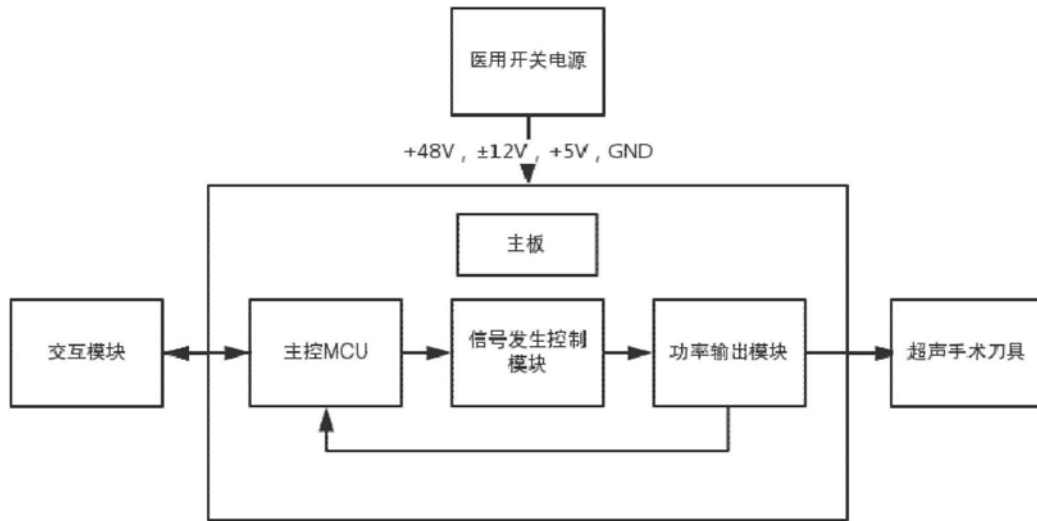 医用开关电源
+48V，±12V，+5V，GND
主板
交互模块
主控MCU
信号发生控制
模块
功率输出模块
超声手术刀具